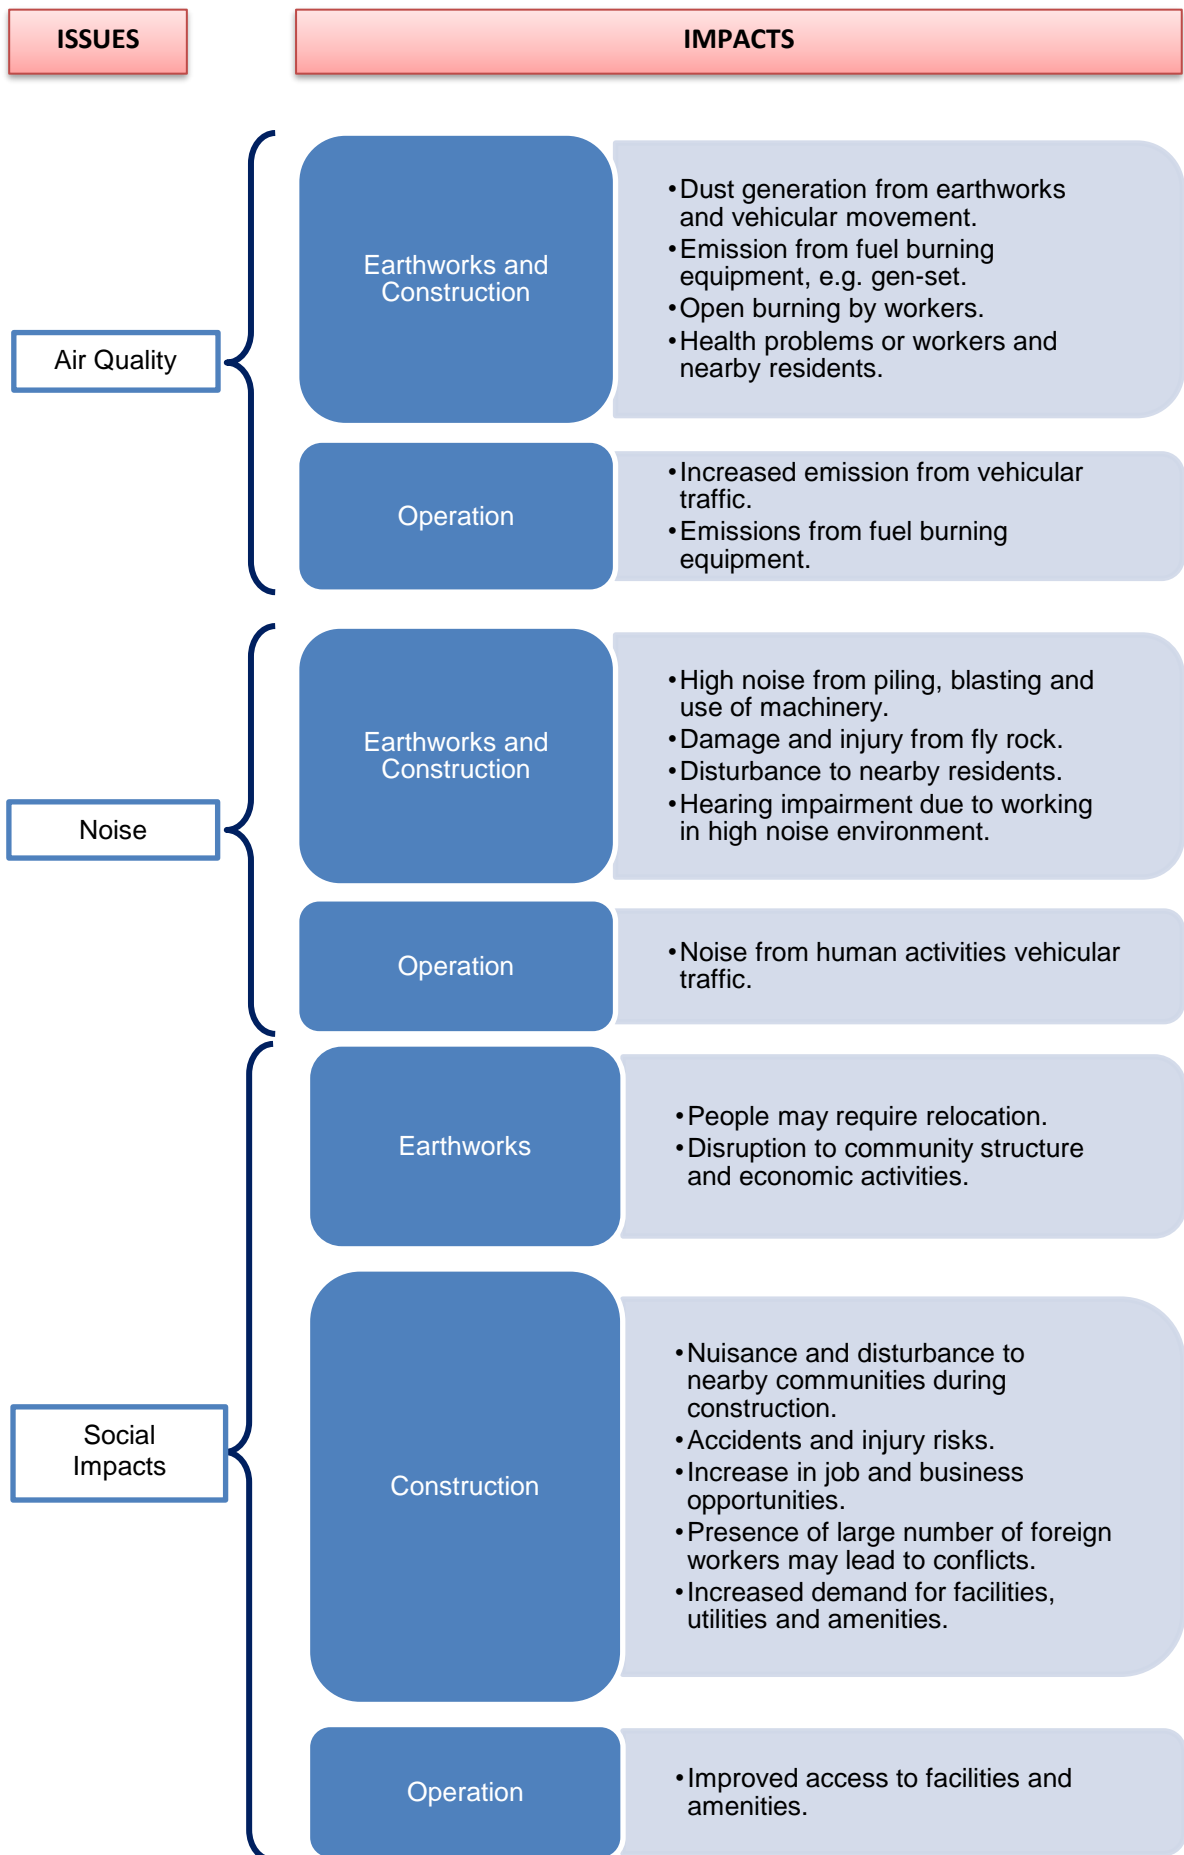 ISSUES
IMPACTS
Air Quality
Earthworks and
Construction
•Dust generation from earthworks
and vehicular movement.
•Emission from fuel burning
equipment, e.g. gen-set.
•Open burning by workers.
•Health problems or workers and
nearby residents.
Operation
•Increased emission from vehicular
traffic.
•Emissions from fuel burning
equipment.
Noise
Earthworks and
Construction
•High noise from piling, blasting and
use of machinery.
•Damage and injury from fly rock.
•Disturbance to nearby residents.
•Hearing impairment due to working
in high noise environment.
Operation
•Noise from human activities vehicular
traffic.
Social
Impacts
Earthworks
•People may require relocation.
•Disruption to community structure
and economic activities.
Construction
•Nuisance and disturbance to
nearby communities during
construction.
•Accidents and injury risks.
•Increase in job and business
opportunities.
•Presence of large number of foreign
workers may lead to conflicts.
•Increased demand for facilities,
utilities and amenities.
Operation
•Improved access to facilities and
amenities.